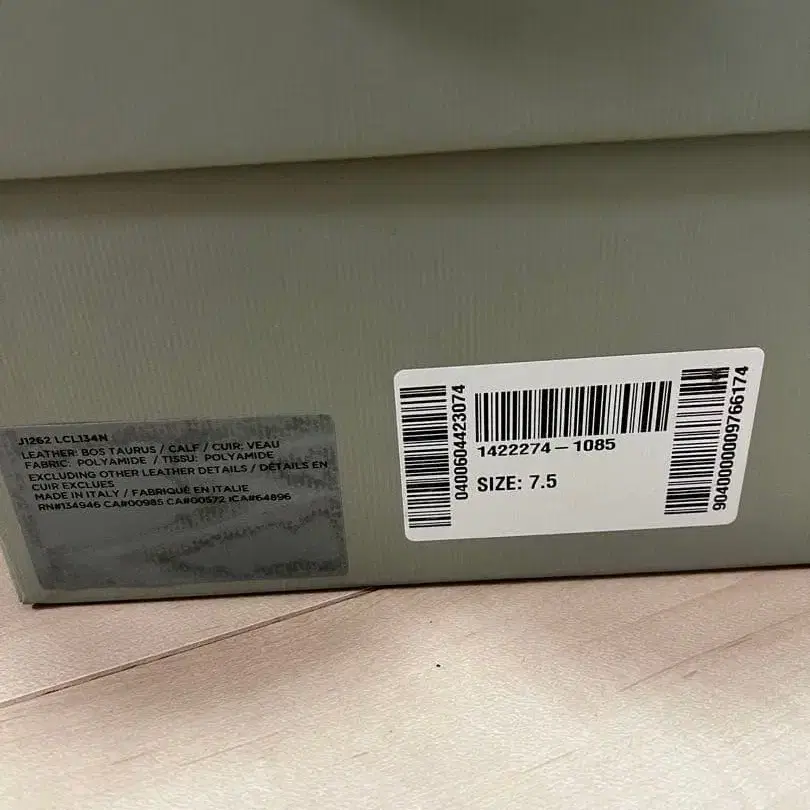 J1262 LCL134N
LEATHER: BOS TAURUS / CALF / CUIR: VEAU
FABRIC: POLYAMIDE / TISSU: POLYAMIDE
EXCLUDING OTHER LEATHER DETAILS / DÉTAILS EN
CUIR EXCLUES
MADE IN ITALY / FABRIQUÉ EN ITALIE
RN#134946 CA#00985 CA#00572 ICA#64896
0400604423074
1422274-1085
SIZE: 7.5
9040000009766174